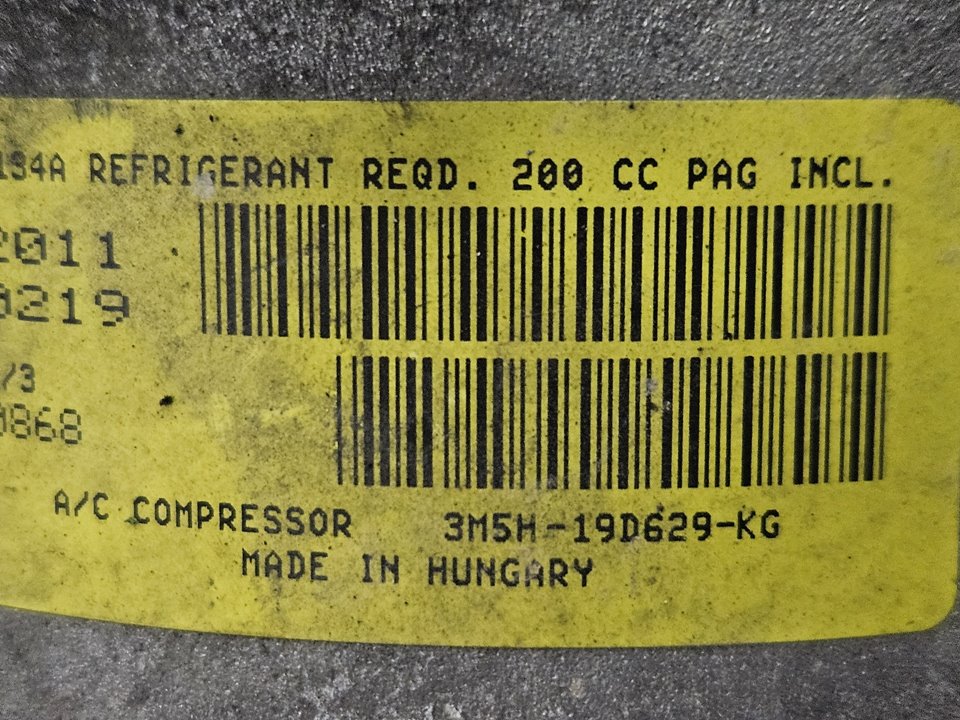 134A REFRIGERANT REQD. 200 CC PAG INCL.
2011
0219
/3
0868
A/C COMPRESSOR 3M5H-19D629-KG
MADE IN HUNGARY